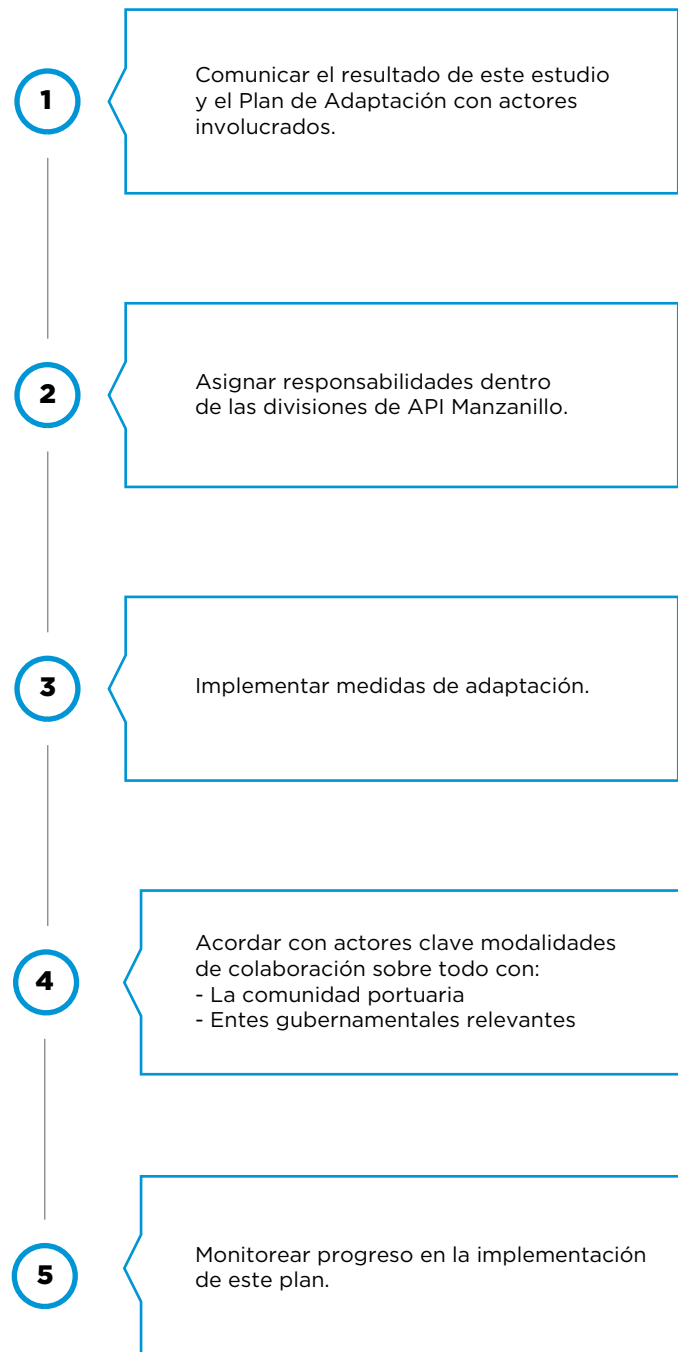 1
Comunicar el resultado de este estudio
y el Plan de Adaptación con actores
involucrados.
2
Asignar responsabilidades dentro
de las divisiones de API Manzanillo.
3
Implementar medidas de adaptación.
4
Acordar con actores clave modalidades
de colaboración sobre todo con:
- La comunidad portuaria
- Entes gubernamentales relevantes
5
Monitorear progreso en la implementación
de este plan.